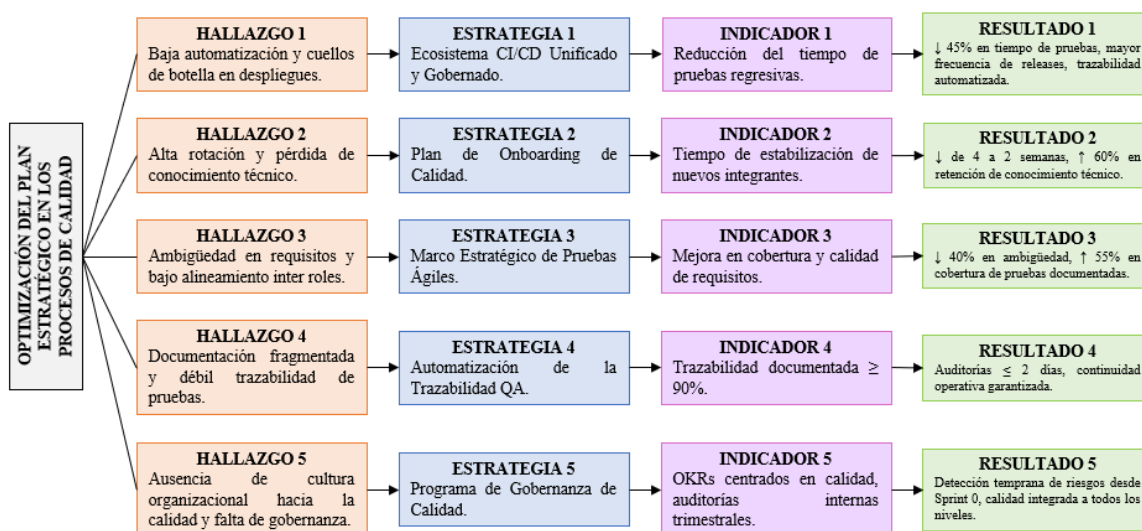 OPTIMIZACIÓN DEL PLAN
ESTRATÉGICO EN LOS
PROCESOS DE CALIDAD
HALLAZGO 1
Baja automatización y cuellos
de botella en despliegues.
ESTRATEGIA 1
Ecosistema CI/CD Unificado
y Gobernado.
INDICADOR 1
Reducción del tiempo de
pruebas regresivas.
RESULTADO 1
↓ 45% en tiempo de pruebas, mayor
frecuencia de releases, trazabilidad
automatizada.
HALLAZGO 2
Alta rotación y pérdida de
conocimiento técnico.
ESTRATEGIA 2
Plan de Onboarding de
Calidad.
INDICADOR 2
Tiempo de estabilización de
nuevos integrantes.
RESULTADO 2
↓ de 4 a 2 semanas, ↑ 60% en
retención de conocimiento técnico.
HALLAZGO 3
Ambigüedad en requisitos y
bajo alineamiento inter roles.
ESTRATEGIA 3
Marco Estratégico de Pruebas
Ágiles.
INDICADOR 3
Mejora en cobertura y calidad
de requisitos.
RESULTADO 3
↓ 40% en ambigüedad, ↑ 55% en
cobertura de pruebas documentadas.
HALLAZGO 4
Documentación fragmentada
y débil trazabilidad de
pruebas.
ESTRATEGIA 4
Automatización de la
Trazabilidad QA.
INDICADOR 4
Trazabilidad documentada ≥
90%.
RESULTADO 4
Auditorías ≤ 2 días, continuidad
operativa garantizada.
HALLAZGO 5
Ausencia de cultura
organizacional hacia la
calidad y falta de gobernanza.
ESTRATEGIA 5
Programa de Gobernanza de
Calidad.
INDICADOR 5
OKRs centrados en calidad,
auditorías internas
trimestrales.
RESULTADO 5
Detección temprana de riesgos desde
Sprint 0, calidad integrada a todos los
niveles.